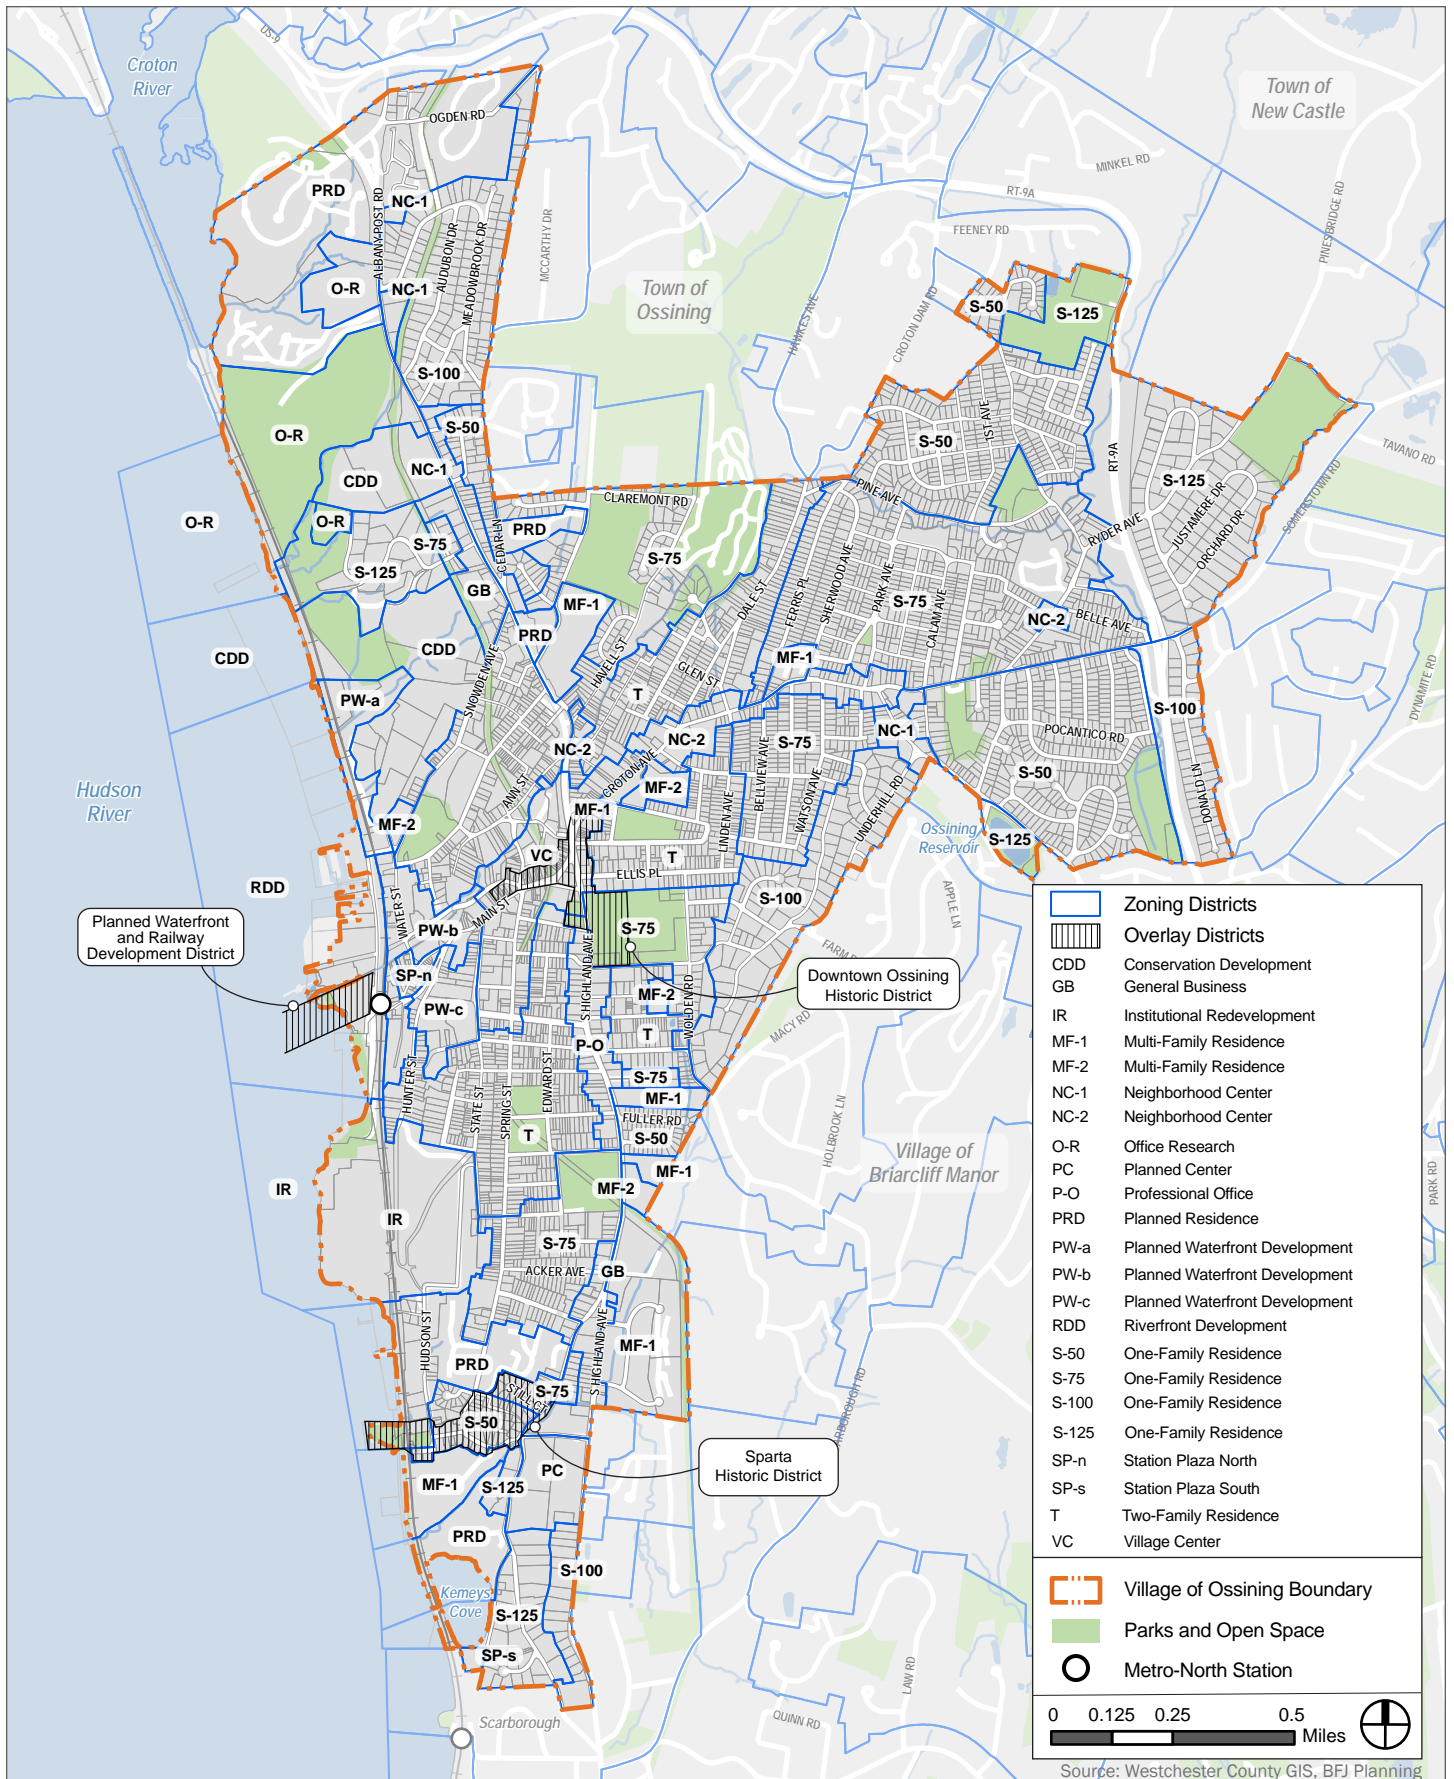 US-9
Croton
River
Town of
New Castle
OGDEN RD
MINKEL RD
RT-9A
PRD
ALBANY POST RD
NC-1
AUDUBON DR
MEADOWBROOK DR
MCCARTHY DR
FEENEY RD
PINESBRIDGE RD
O-R
NC-1
Town of
Ossining
HAWKES AVE
CROTON DAM RD
S-50
S-125
S-100
O-R
S-50
S-50
1ST AVE
RT-9A
TAVANO RD
CDD
NC-1
PINE AVE
S-125
SOMERSTOWN RD
CLAREMONT RD
O-R
O-R
PRD
CEDAR LN
JUSTAMERE DR
ORCHARD DR
RYDER AVE
S-75
S-75
S-125
GB
MF-1
DALE ST
FERRIS PL
SHERWOOD AVE
PARK AVE
S-75
CALAM AVE
NC-2
BELLE AVE
PRD
CDD
CDD
HAVELL ST
GLEN ST
MF-1
SNOWDEN AVE
T
PW-a
S-100
DYNAMITE RD
NC-2
NC-2
S-75
NC-1
POCANTICO RD
CROTON AVE
BELLVIEW AVE
S-50
Hudson
River
ANN ST
MF-2
WATSON AVE
UNDERHILL RD
DONALD LN
MF-2
MF-1
LINDEN AVE
Ossining
Reservoir
S-125
VC
T
ELLIS PL
RDD
APPLE LN
S-100
WATER ST
MAIN ST
Planned Waterfront
and Railway
Development District
PW-b
S-75
S HIGHLAND AVE
SP-n
Downtown Ossining
Historic District
MF-2
WOLDEN RD
PW-c
MACY RD
T
P-O
HUNTER ST
EDWARD ST
S-75
MF-1
STATE ST
SPRING ST
FULLER RD
HOLBROOK LN
T
S-50
Village of
Briarcliff Manor
MF-1
IR
MF-2
PARK RD
IR
S-75
ACKER AVE
GB
HUDSON ST
S HIGHLAND AVE
MF-1
PRD
STILL CT
S-75
S-50
Sparta
Historic District
MF-1
S-125
PC
PRD
S-100
Kemeys
Cove
S-125
SP-s
LAW RD
QUINN RD
Scarborough
Zoning Districts
Overlay Districts
CDD Conservation Development
GB General Business
IR Institutional Redevelopment
MF-1 Multi-Family Residence
MF-2 Multi-Family Residence
NC-1 Neighborhood Center
NC-2 Neighborhood Center
O-R Office Research
PC Planned Center
P-O Professional Office
PRD Planned Residence
PW-a Planned Waterfront Development
PW-b Planned Waterfront Development
PW-c Planned Waterfront Development
RDD Riverfront Development
S-50 One-Family Residence
S-75 One-Family Residence
S-100 One-Family Residence
S-125 One-Family Residence
SP-n Station Plaza North
SP-s Station Plaza South
T Two-Family Residence
VC Village Center
Village of Ossining Boundary
Parks and Open Space
Metro-North Station
0 0.125 0.25 0.5
Miles
Source: Westchester County GIS, BFJ Planning